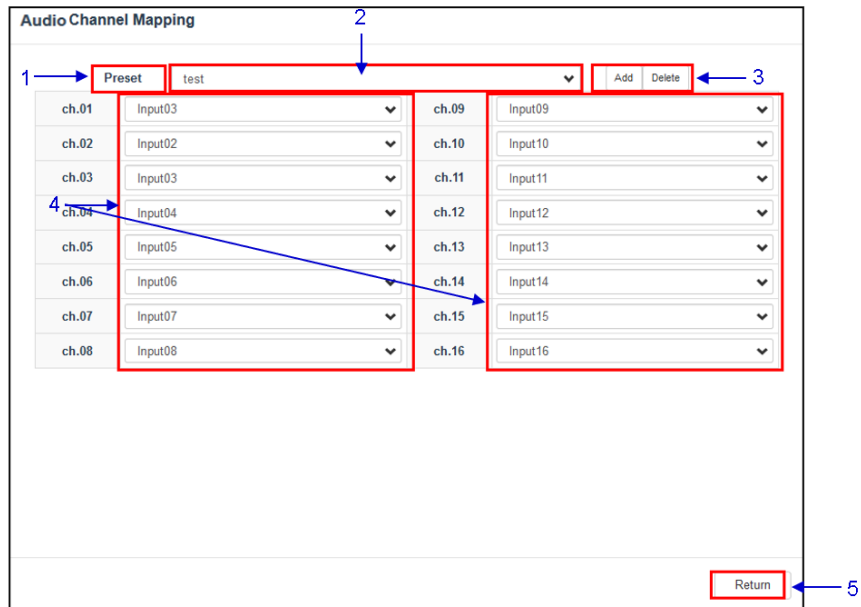 Audio Channel Mapping
2
1 Preset test Add Delete 3
ch.01 Input03 ch.09 Input09
ch.02 Input02 ch.10 Input10
ch.03 Input03 ch.11 Input11
4 ch.04 Input04 ch.12 Input12
ch.05 Input05 ch.13 Input13
ch.06 Input06 ch.14 Input14
ch.07 Input07 ch.15 Input15
ch.08 Input08 ch.16 Input16
Return 5